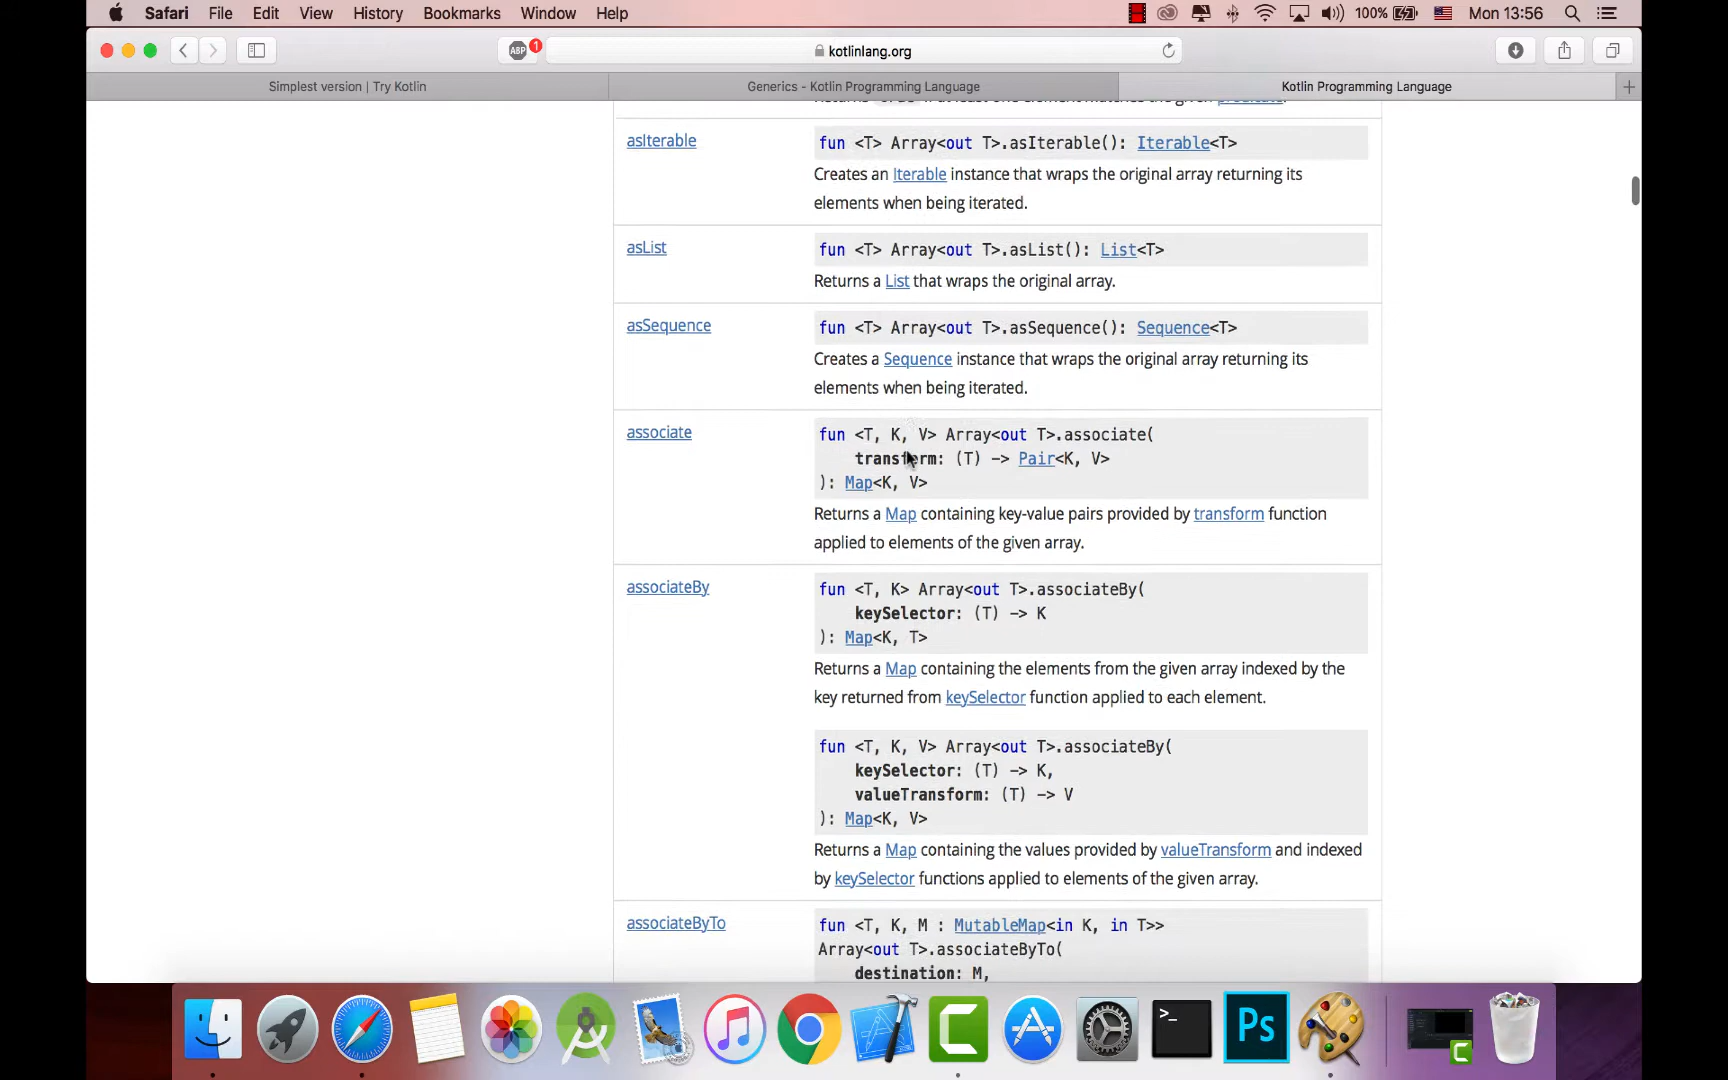 Safari File Edit View History Bookmarks Window Help 100% Mon 13:56
ABP 1 kotlinlang.org
Simplest version | Try Kotlin Generics - Kotlin Programming Language Kotlin Programming Language
asIterable fun <T> Array<out T>.asIterable(): Iterable<T>
Creates an Iterable instance that wraps the original array returning its
elements when being iterated.
asList fun <T> Array<out T>.asList(): List<T>
Returns a List that wraps the original array.
asSequence fun <T> Array<out T>.asSequence(): Sequence<T>
Creates a Sequence instance that wraps the original array returning its
elements when being iterated.
associate fun <T, K, V> Array<out T>.associate(
transform: (T) -> Pair<K, V>
): Map<K, V>
Returns a Map containing key-value pairs provided by transform function
applied to elements of the given array.
associateBy fun <T, K> Array<out T>.associateBy(
keySelector: (T) -> K
): Map<K, T>
Returns a Map containing the elements from the given array indexed by the
key returned from keySelector function applied to each element.
fun <T, K, V> Array<out T>.associateBy(
keySelector: (T) -> K,
valueTransform: (T) -> V
): Map<K, V>
Returns a Map containing the values provided by valueTransform and indexed
by keySelector functions applied to elements of the given array.
associateByTo fun <T, K, M : MutableMap<in K, in T>>
Array<out T>.associateByTo(
destination: M,
>_ Ps